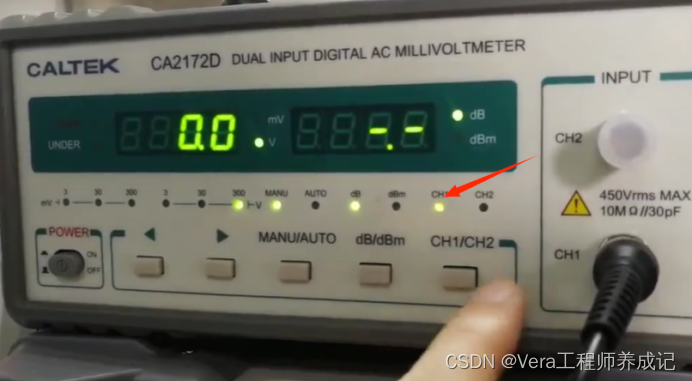 CALTEK CA2172D DUAL INPUT DIGITAL AC MILLIVOLTMETER
INPUT
UNDER 0.0 mV -.- dB
V dBm
CH2
mV 3 30 300 3 30 300 V MANU AUTO dB dBm CH1 CH2
450Vrms MAX
10MΩ//30pF
POWER
ON
OFF
MANU/AUTO dB/dBm CH1/CH2
CH1
CSDN @Vera工程师养成记